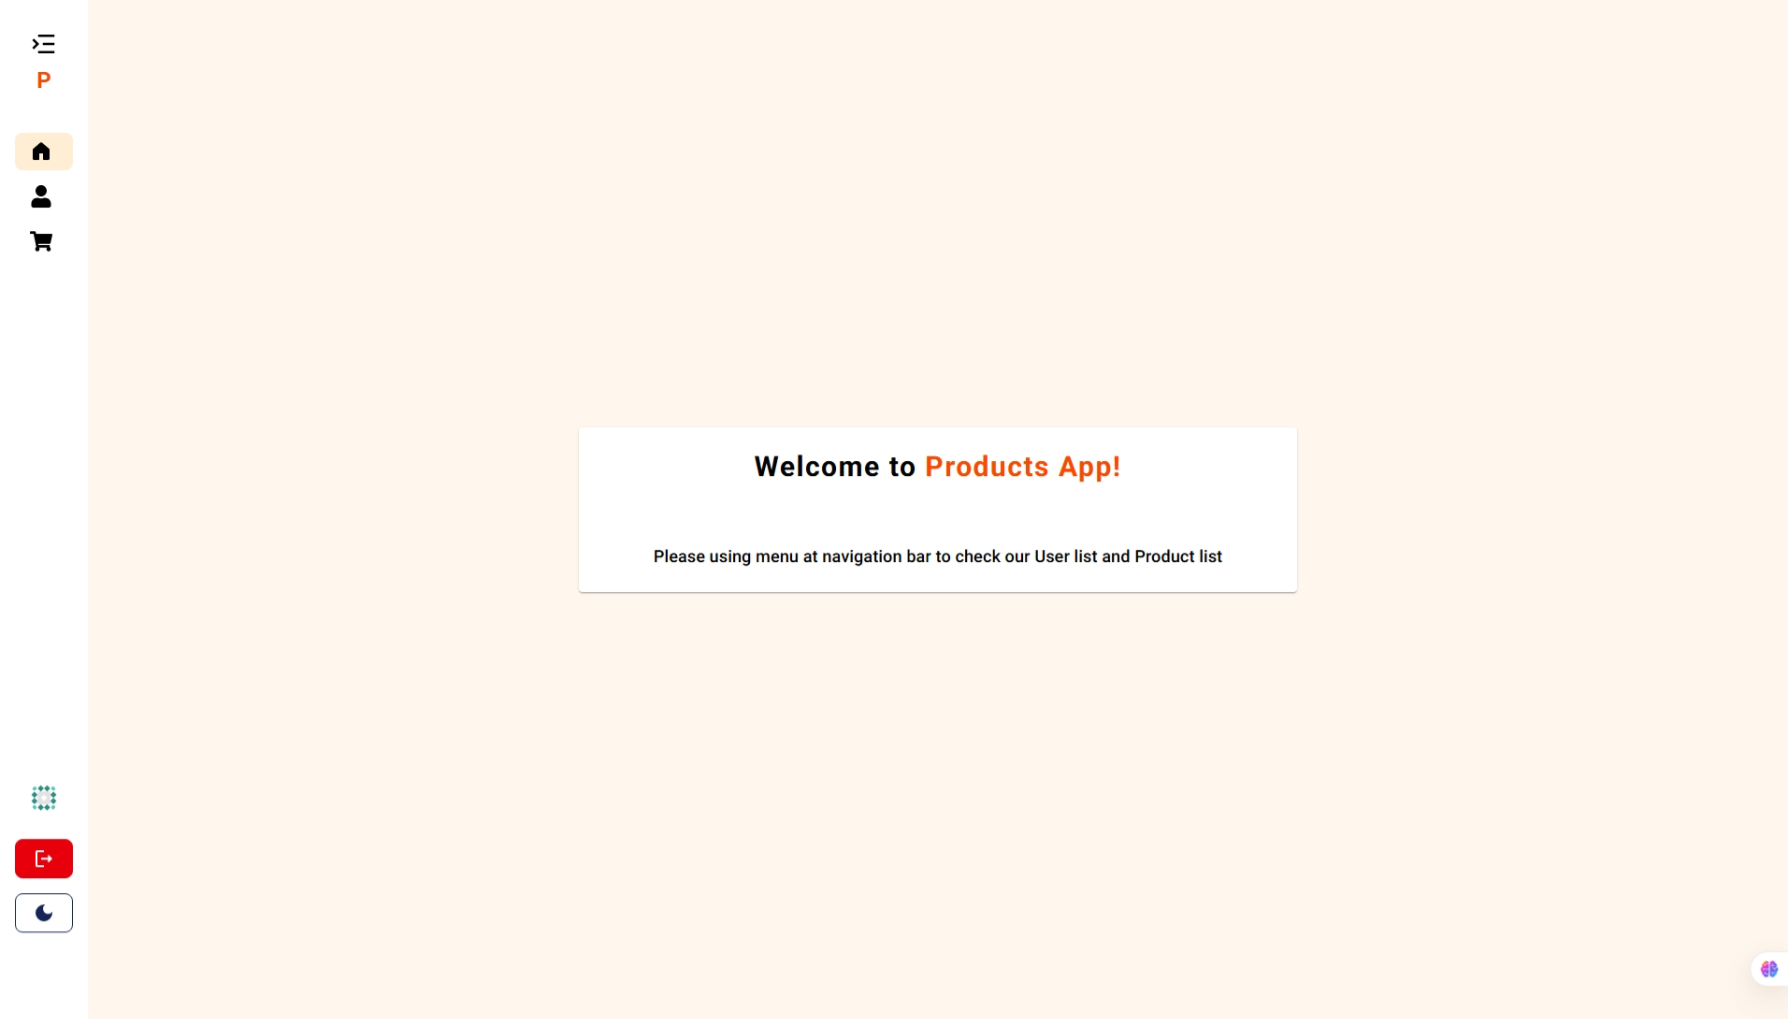 P
Welcome to Products App!
Please using menu at navigation bar to check our User list and Product list